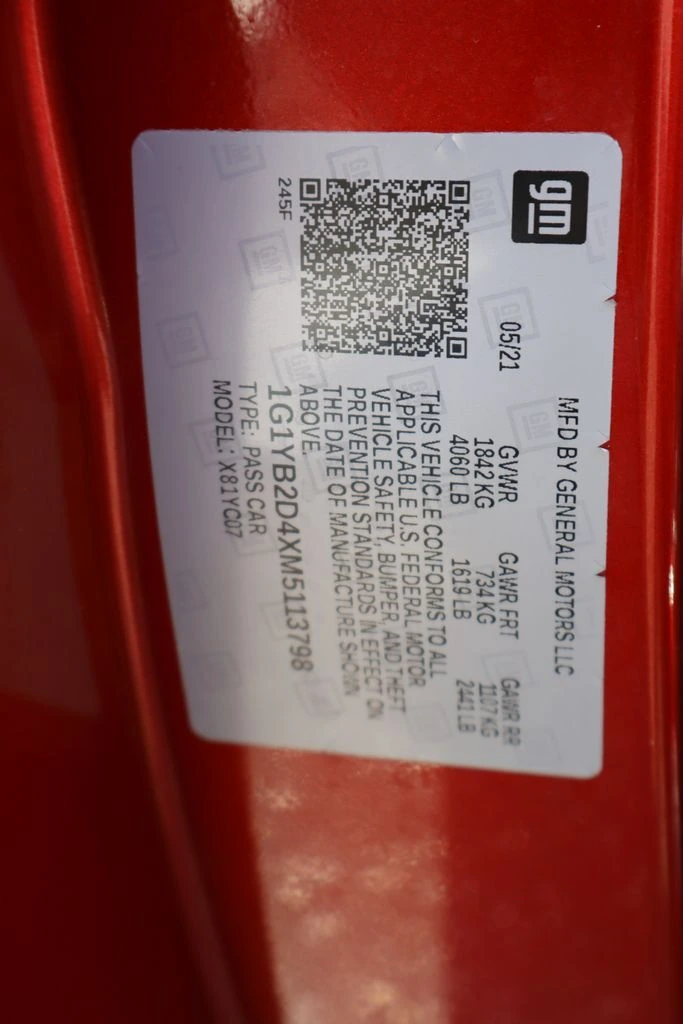 gm
MFD BY GENERAL MOTORS LLC
05/21
GVWR GAWR FRT GAWR RR
1842 KG 734 KG 1107 KG
4060 LB 1619 LB 2441 LB
THIS VEHICLE CONFORMS TO ALL
APPLICABLE U.S. FEDERAL MOTOR
VEHICLE SAFETY, BUMPER, AND THEFT
PREVENTION STANDARDS IN EFFECT ON
THE DATE OF MANUFACTURE SHOWN
ABOVE.
245F
1G1YB2D4XM5113798
TYPE: PASS CAR
MODEL: X81YC07